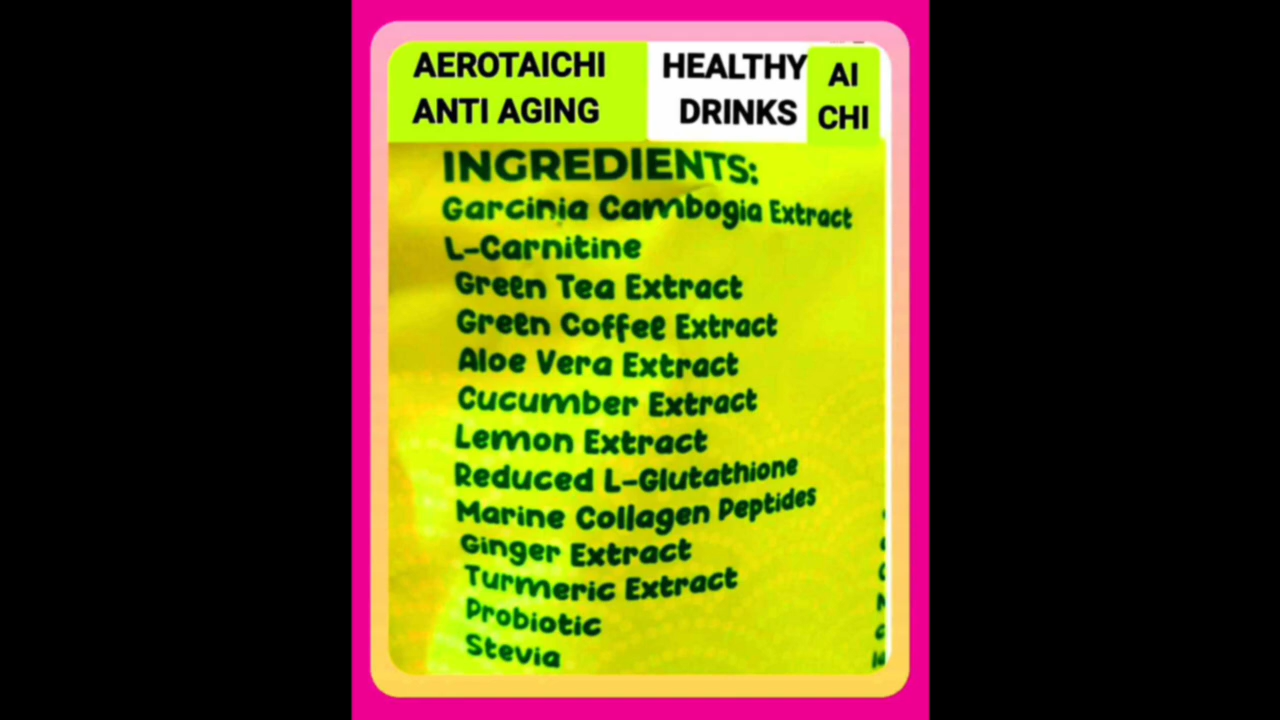 AEROTAICHI
ANTI AGING
HEALTHY
DRINKS
AI
CHI
INGREDIENTS:
Garcinia Cambogia Extract
L-Carnitine
Green Tea Extract
Green Coffee Extract
Aloe Vera Extract
Cucumber Extract
Lemon Extract
Reduced L-Glutathione
Marine Collagen Peptides
Ginger Extract
Turmeric Extract
Probiotic
Stevia